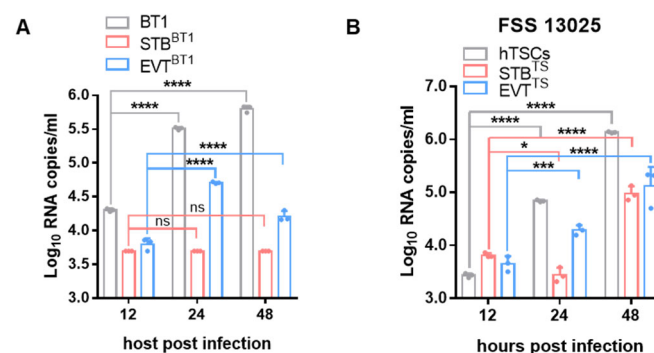 A
BT1
STB^BT1
EVT^BT1
Log10 RNA copies/ml
6.0
5.5
5.0
4.5
4.0
3.5
3.0
****
****
****
****
ns
ns
12
24
48
host post infection
B
FSS 13025
hTSCs
STB^TS
EVT^TS
Log10 RNA copies/ml
7.0
6.0
5.0
4.0
3.0
****
****
****
*
****
***
12
24
48
hours post infection